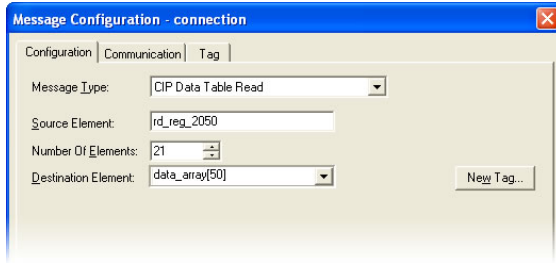 Message Configuration - connection
Configuration Communication Tag
Message Type: CIP Data Table Read
Source Element: rd_reg_2050
Number Of Elements: 21
Destination Element: data_array[50] New Tag...